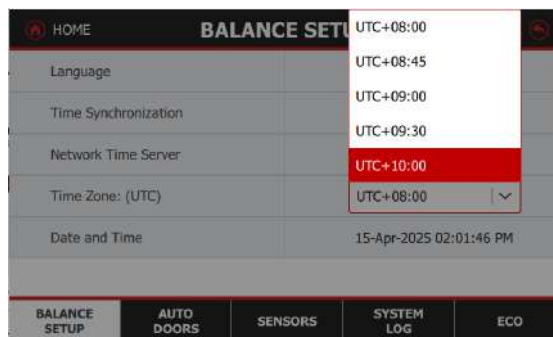 HOME
BALANCE SETU
Language
Time Synchronization
Network Time Server
Time Zone: (UTC)
Date and Time
UTC+08:00
UTC+08:45
UTC+09:00
UTC+09:30
UTC+10:00
UTC+08:00
15-Apr-2025 02:01:46 PM
BALANCE SETUP
AUTO DOORS
SENSORS
SYSTEM LOG
ECO